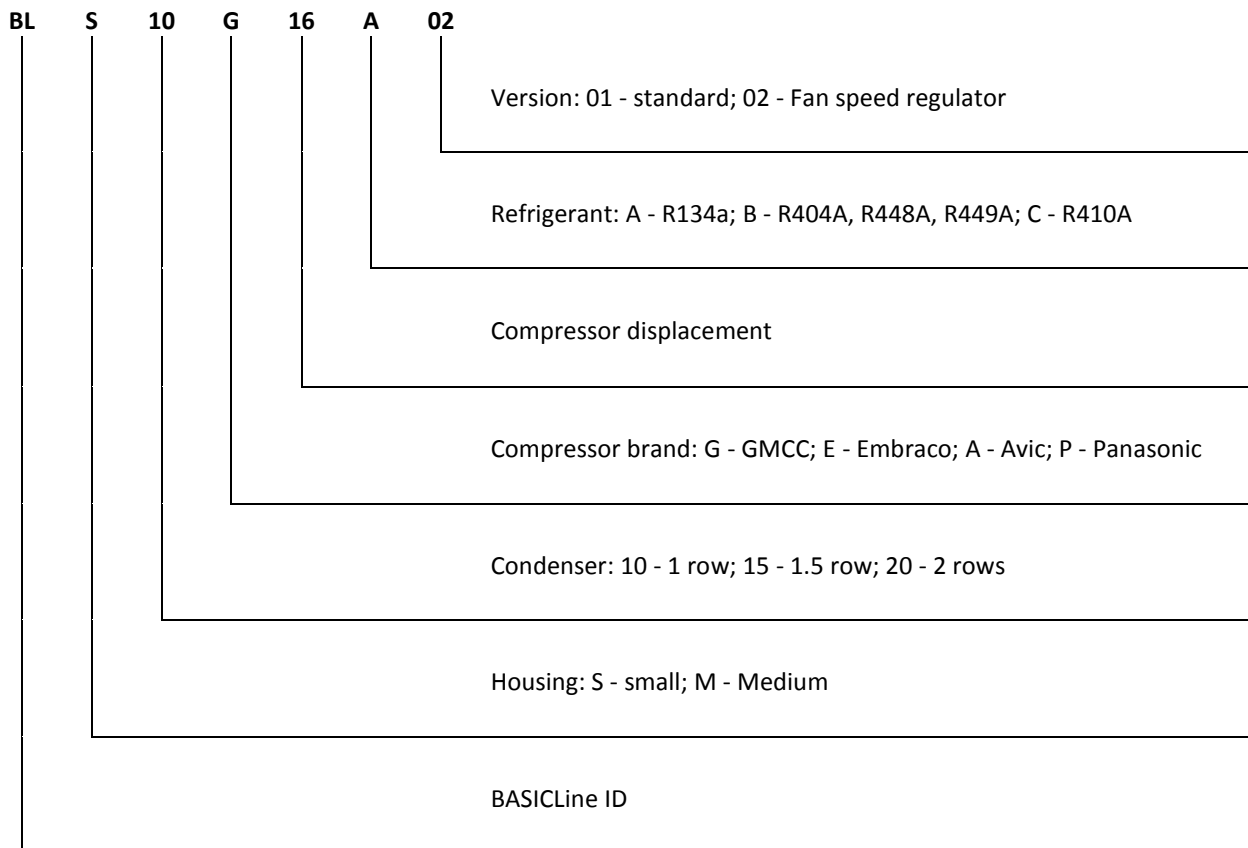 BL S 10 G 16 A 02
Version: 01 - standard; 02 - Fan speed regulator
Refrigerant: A - R134a; B - R404A, R448A, R449A; C - R410A
Compressor displacement
Compressor brand: G - GMCC; E - Embraco; A - Avic; P - Panasonic
Condenser: 10 - 1 row; 15 - 1.5 row; 20 - 2 rows
Housing: S - small; M - Medium
BASICLine ID